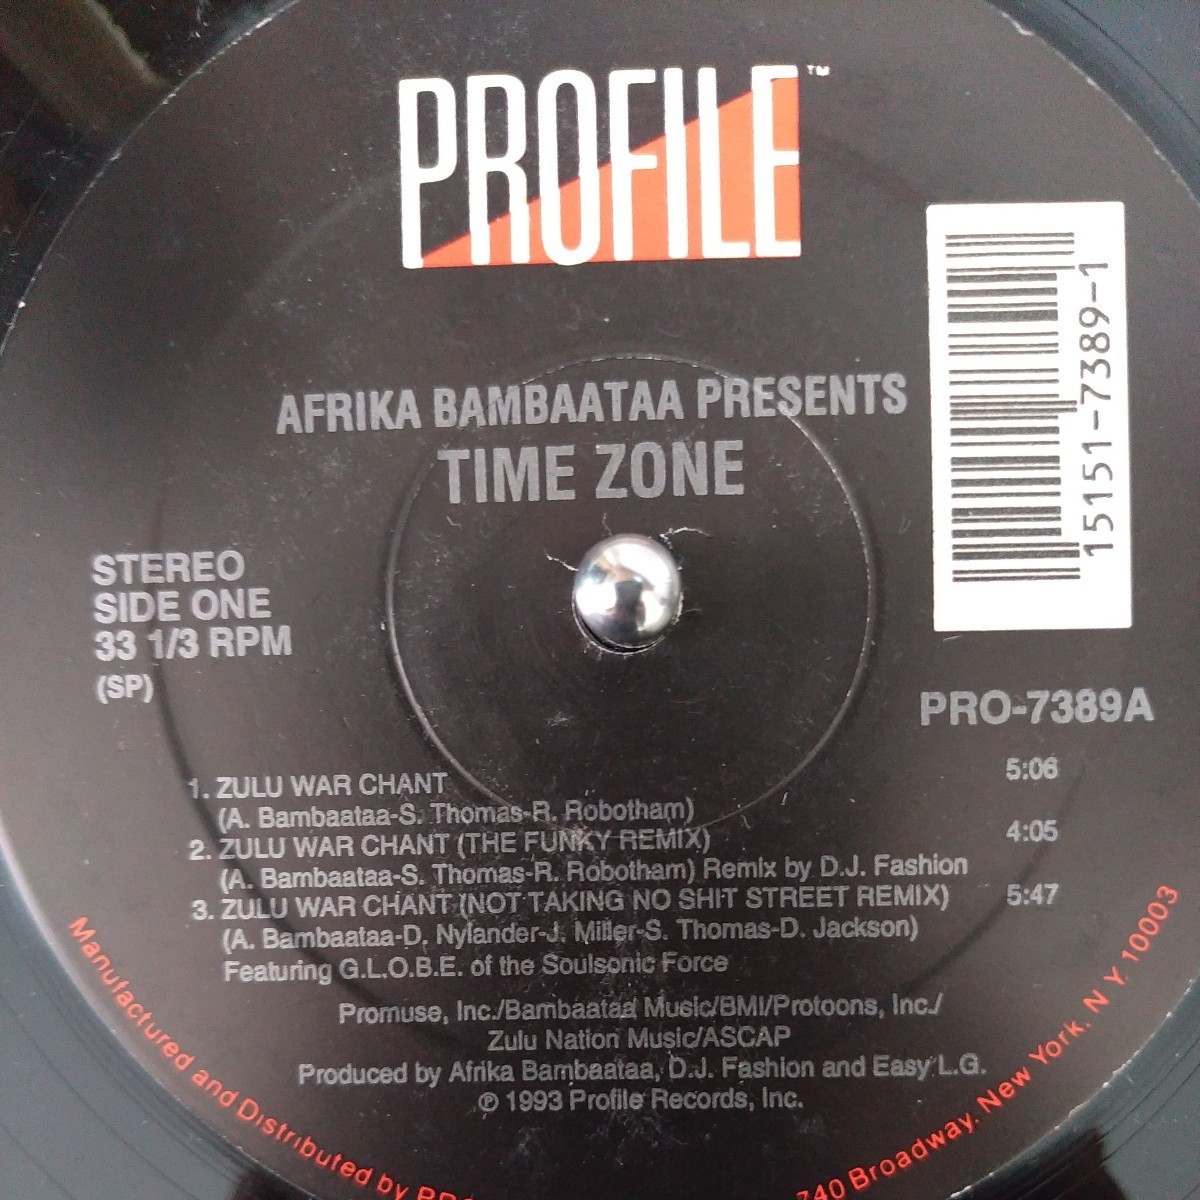 PROFILE™
15151-7389-1
AFRIKA BAMBAATAA PRESENTS
TIME ZONE
STEREO
SIDE ONE
33 1/3 RPM
(SP)
PRO-7389A
1. ZULU WAR CHANT 5:06
(A. Bambaataa-S. Thomas-R. Robotham)
2. ZULU WAR CHANT (THE FUNKY REMIX) 4:05
(A. Bambaataa-S. Thomas-R. Robotham) Remix by D.J. Fashion
3. ZULU WAR CHANT (NOT TAKING NO SHIT STREET REMIX) 5:47
(A. Bambaataa-D. Nylander-J. Miller-S. Thomas-D. Jackson)
Featuring G.L.O.B.E. of the Soulsonic Force
Promuse, Inc./Bambaataa Music/BMI/Protoons, Inc./
Zulu Nation Music/ASCAP
Produced by Afrika Bambaataa, D.J. Fashion and Easy L.G.
℗ 1993 Profile Records, Inc.
Manufactured and Distributed by 740 Broadway, New York, N Y 10003